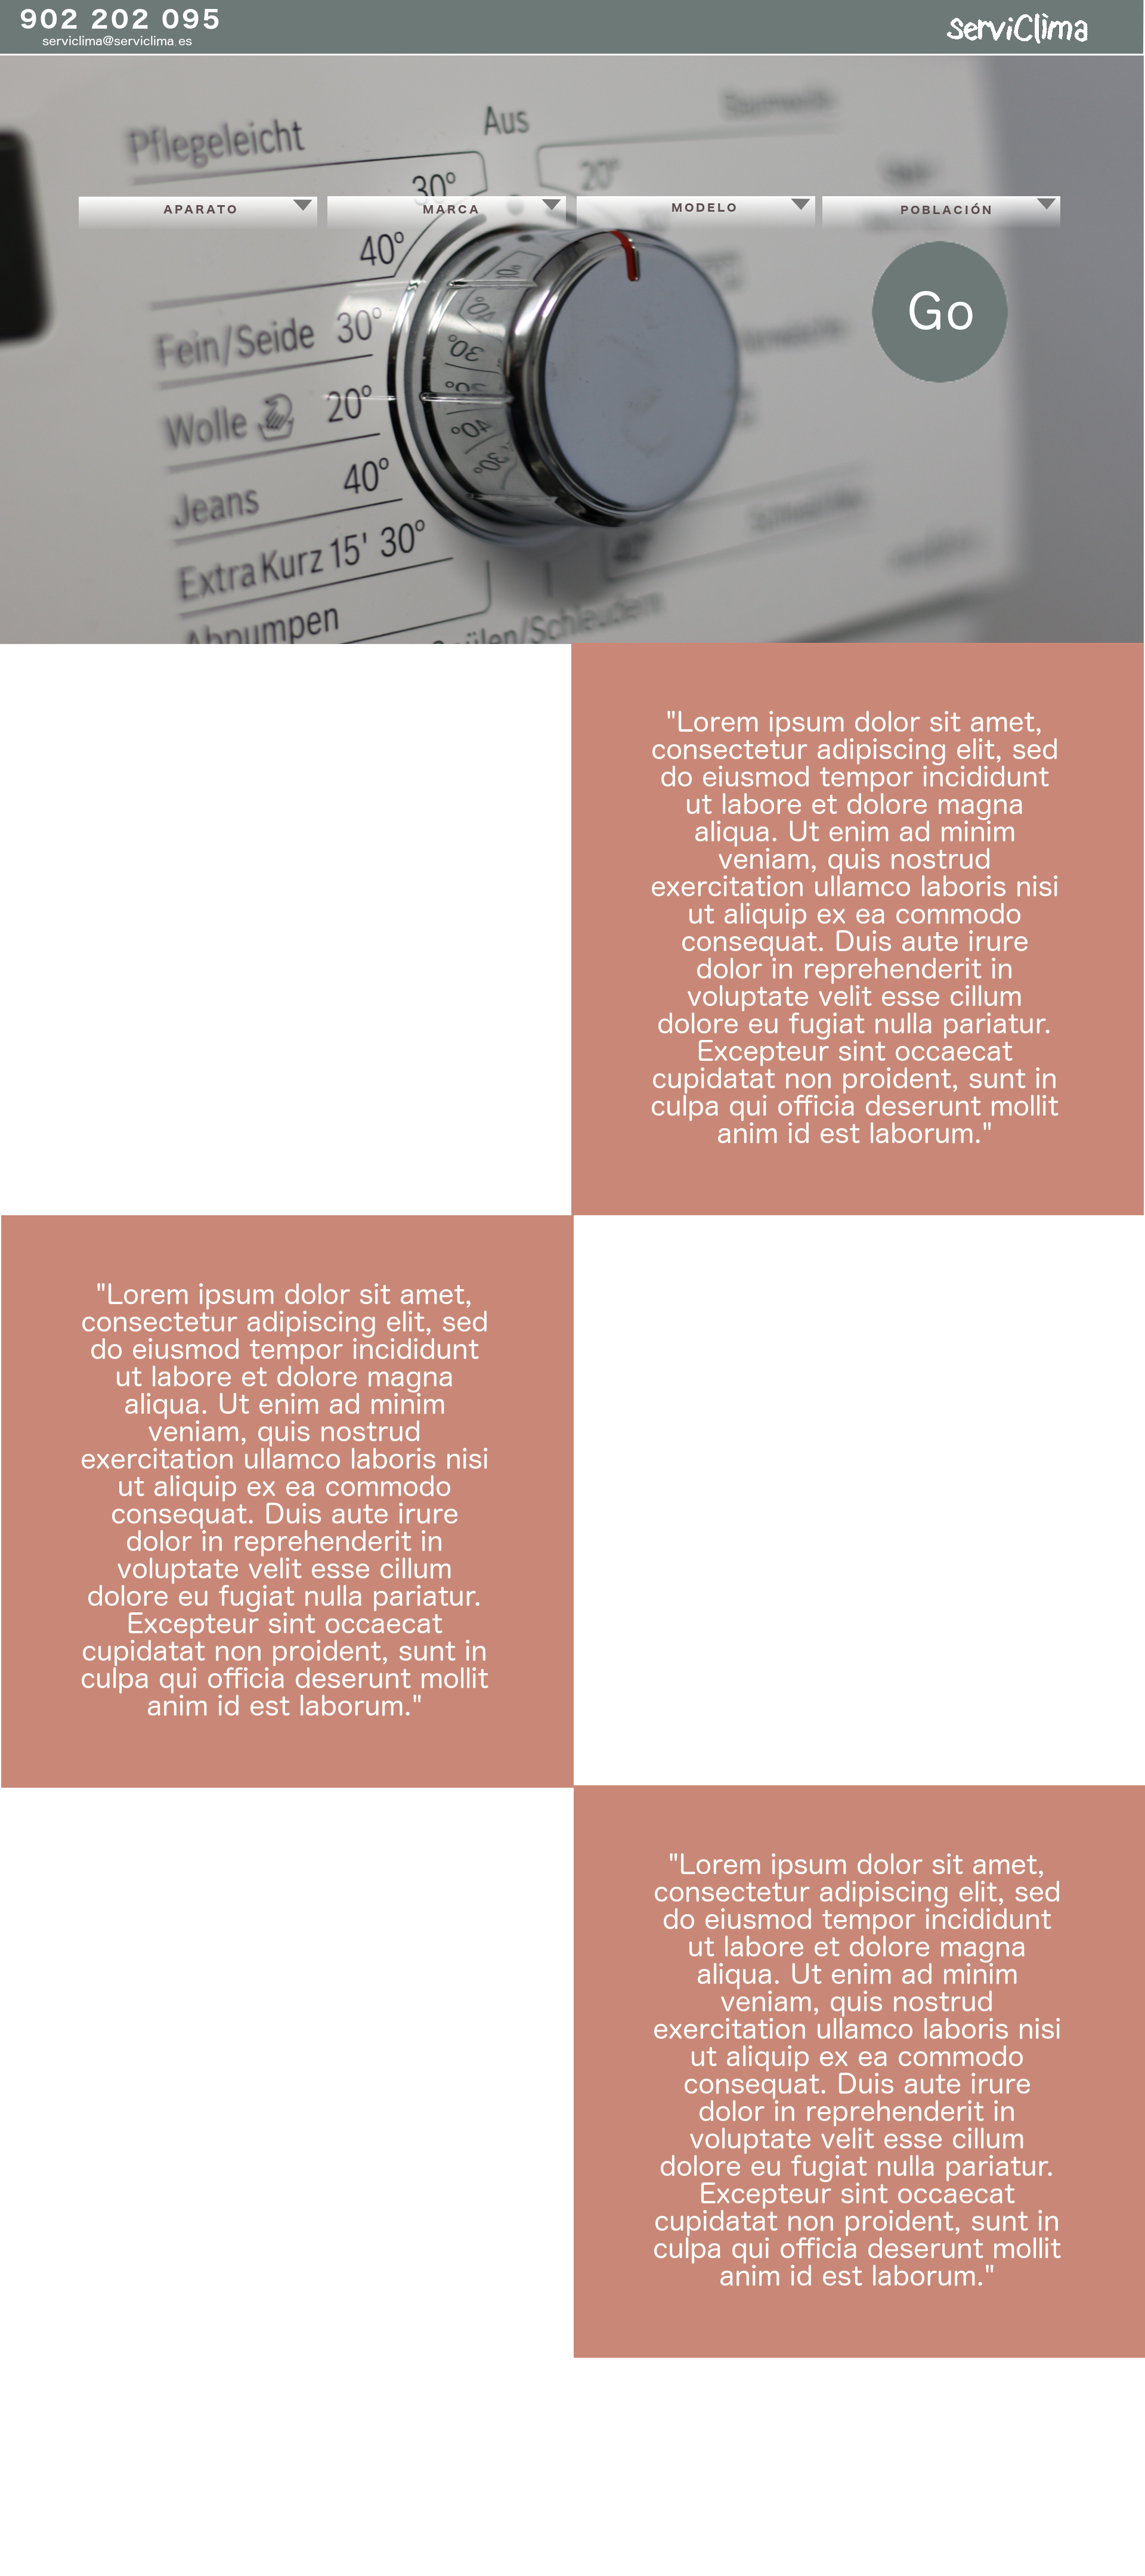 902 202 095
serviclima@serviclima.es
serviClima
Pflegeleicht
Aus
30°
20°
APARATO
MARCA
MODELO
POBLACIÓN
40°
Go
Fein/Seide 30°
Wolle 20°
Jeans 40°
Extra Kurz 15' 30°
Abpumpen
Spülen/Schleudern
"Lorem ipsum dolor sit amet,
consectetur adipiscing elit, sed
do eiusmod tempor incididunt
ut labore et dolore magna
aliqua. Ut enim ad minim
veniam, quis nostrud
exercitation ullamco laboris nisi
ut aliquip ex ea commodo
consequat. Duis aute irure
dolor in reprehenderit in
voluptate velit esse cillum
dolore eu fugiat nulla pariatur.
Excepteur sint occaecat
cupidatat non proident, sunt in
culpa qui officia deserunt mollit
anim id est laborum."
"Lorem ipsum dolor sit amet,
consectetur adipiscing elit, sed
do eiusmod tempor incididunt
ut labore et dolore magna
aliqua. Ut enim ad minim
veniam, quis nostrud
exercitation ullamco laboris nisi
ut aliquip ex ea commodo
consequat. Duis aute irure
dolor in reprehenderit in
voluptate velit esse cillum
dolore eu fugiat nulla pariatur.
Excepteur sint occaecat
cupidatat non proident, sunt in
culpa qui officia deserunt mollit
anim id est laborum."
"Lorem ipsum dolor sit amet,
consectetur adipiscing elit, sed
do eiusmod tempor incididunt
ut labore et dolore magna
aliqua. Ut enim ad minim
veniam, quis nostrud
exercitation ullamco laboris nisi
ut aliquip ex ea commodo
consequat. Duis aute irure
dolor in reprehenderit in
voluptate velit esse cillum
dolore eu fugiat nulla pariatur.
Excepteur sint occaecat
cupidatat non proident, sunt in
culpa qui officia deserunt mollit
anim id est laborum."